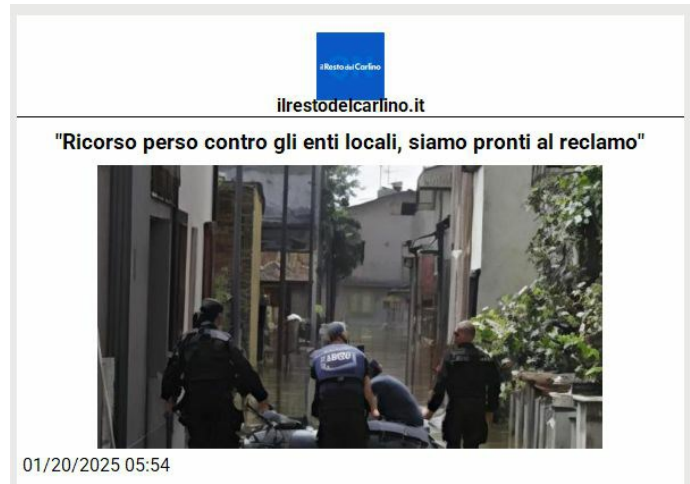 il Resto del Carlino
ilrestodelcarlino.it
"Ricorso perso contro gli enti locali, siamo pronti al reclamo"
01/20/2025 05:54